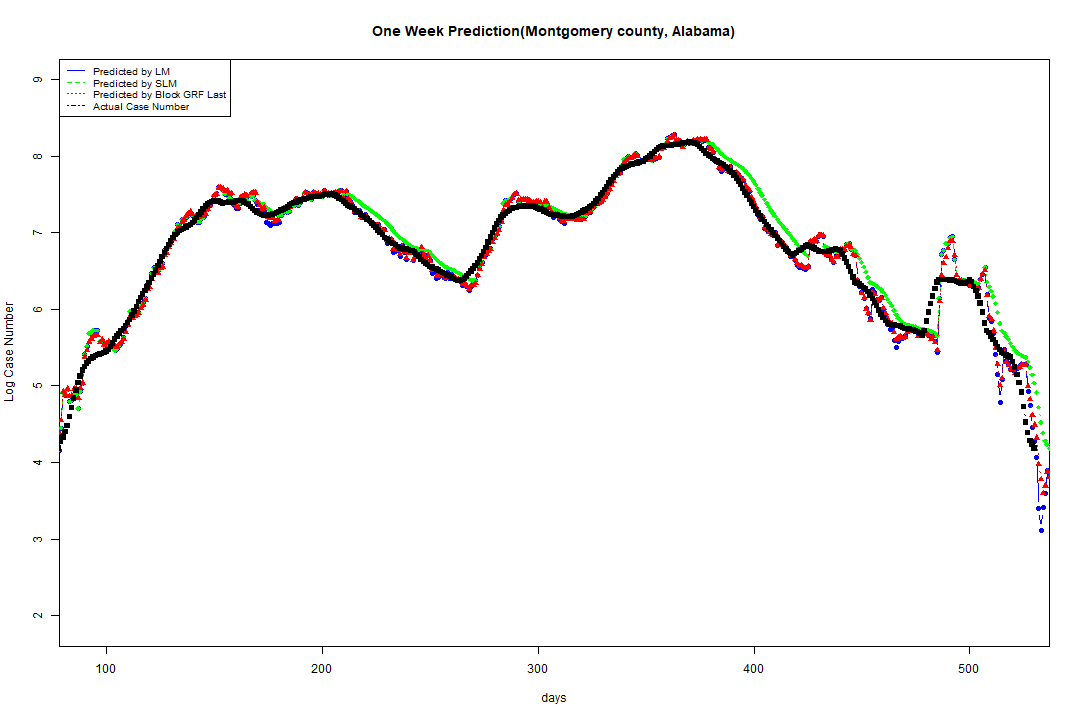 One Week Prediction(Montgomery county, Alabama)
Predicted by LM
Predicted by SLM
Predicted by Block GRF Last
Actual Case Number
Log Case Number
9
8
7
6
5
4
3
2
100 200 300 400 500
days